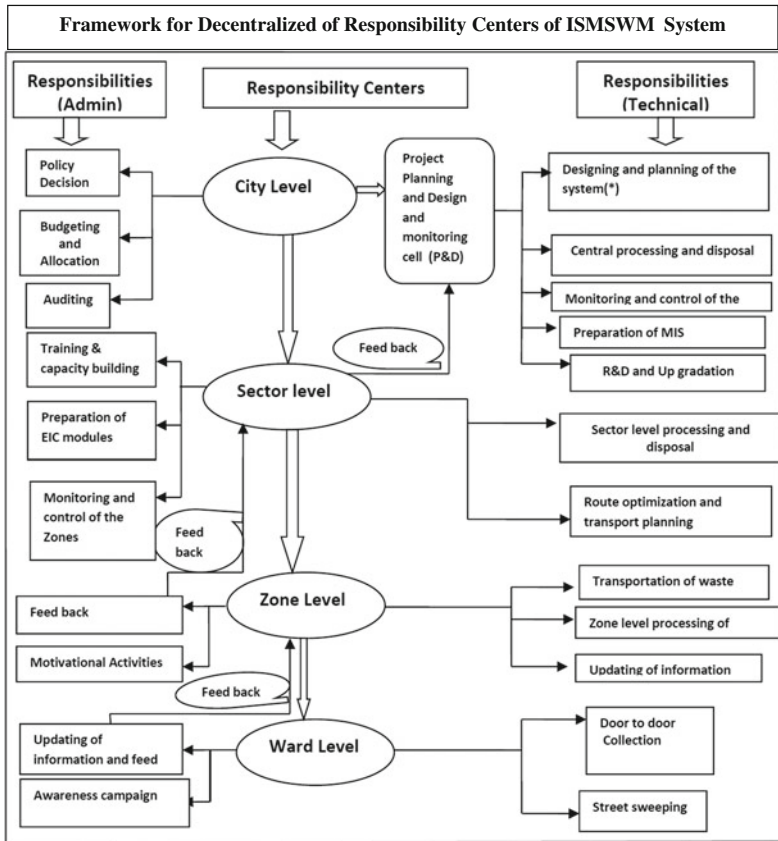 Framework for Decentralized of Responsibility Centers of ISMSWM System
Responsibilities
(Admin)
Responsibility Centers
Responsibilities
(Technical)
Policy
Decision
Budgeting
and
Allocation
Auditing
City Level
Project
Planning
and Design
and
monitoring
cell (P&D)
Designing and planning of the
system(*)
Central processing and disposal
Monitoring and control of the
Preparation of MIS
R&D and Up gradation
Feed back
Training &
capacity building
Preparation of
EIC modules
Monitoring and
control of the
Zones
Sector level
Sector level processing and
disposal
Route optimization and
transport planning
Feed
back
Feed back
Motivational Activities
Zone Level
Transportation of waste
Zone level processing of
Updating of information
Feed back
Updating of
information and feed
Awareness campaign
Ward Level
Door to door
Collection
Street sweeping